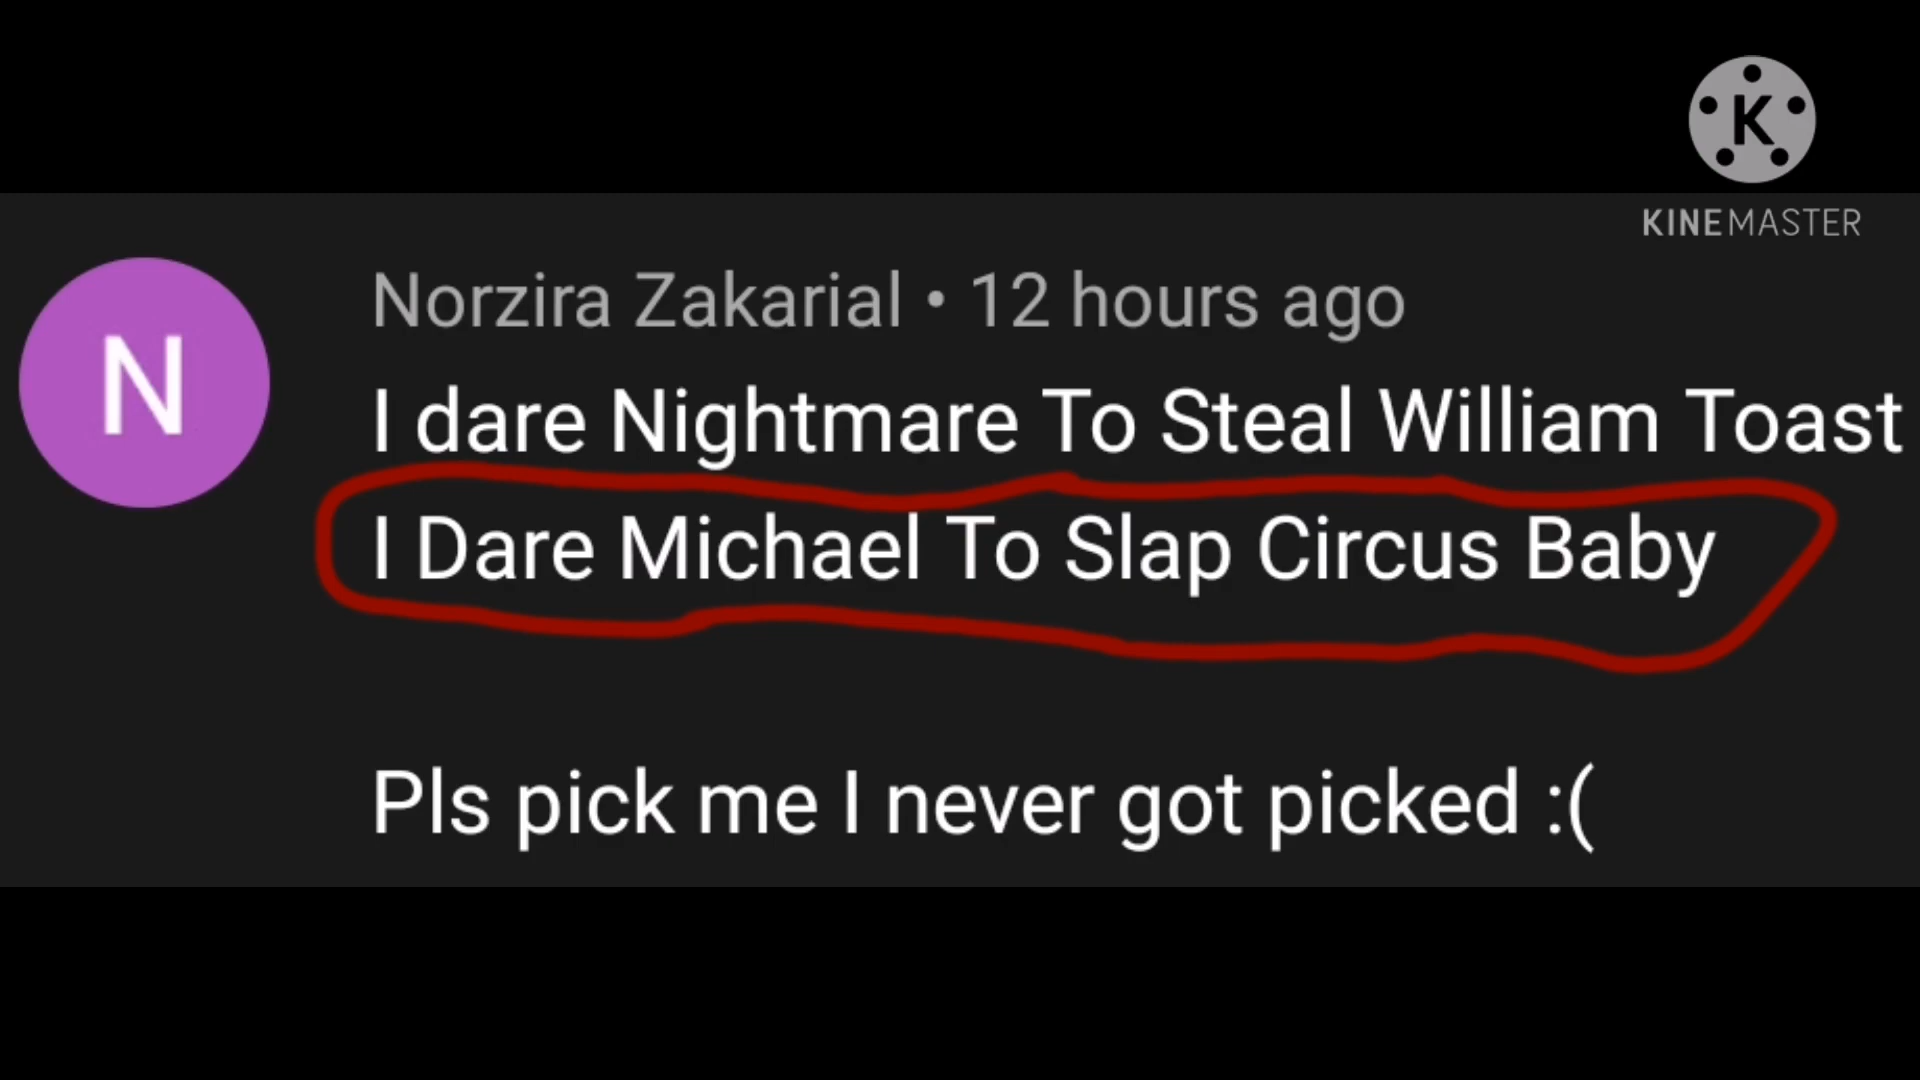 K
KINEMASTER
N
Norzira Zakarial • 12 hours ago
I dare Nightmare To Steal William Toast
I Dare Michael To Slap Circus Baby
Pls pick me I never got picked :(